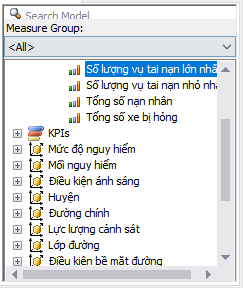 Search Model
Measure Group:
<All>
Số lượng vụ tai nạn lớn nhấ
Số lượng vụ tai nạn nhỏ nhấ
Tổng số nạn nhân
Tổng số xe bị hỏng
KPIs
Mức độ nguy hiểm
Mối nguy hiểm
Điều kiện ánh sáng
Huyện
Đường chính
Lực lượng cảnh sát
Lớp đường
Điều kiện bề mặt đường